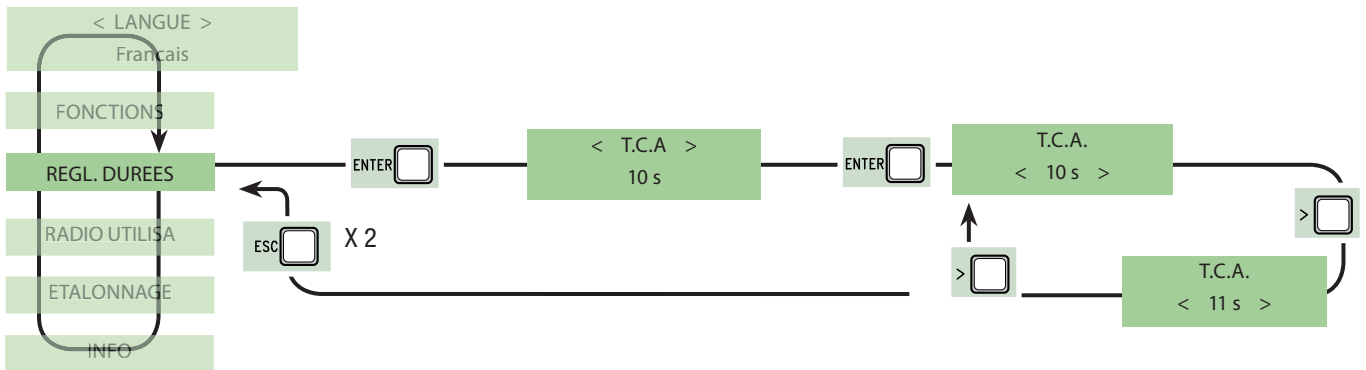 < LANGUE >
Francais
FONCTIONS
REGL. DUREES
RADIO UTILISA
ETALONNAGE
INFO
ENTER
< T.C.A >
10 s
ENTER
T.C.A.
< 10 s >
>
T.C.A.
< 11 s >
>
ESC
X 2